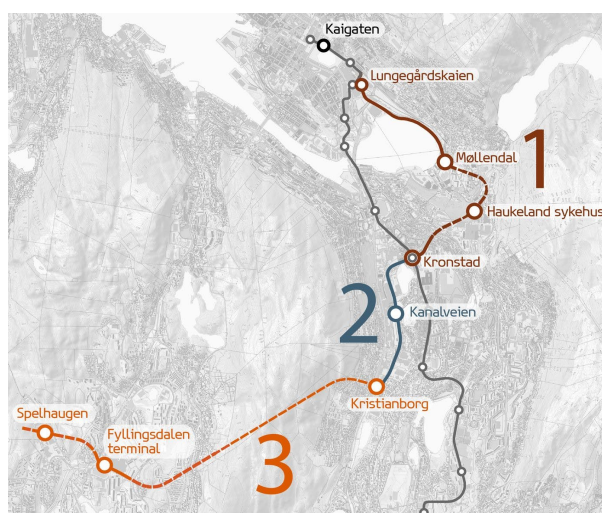 Kaigaten
Lungegårdskaien
Møllendal
1
Haukeland sykehus
Kronstad
2
Kanalveien
Kristianborg
Spelhaugen
Fyllingsdalen
terminal
3